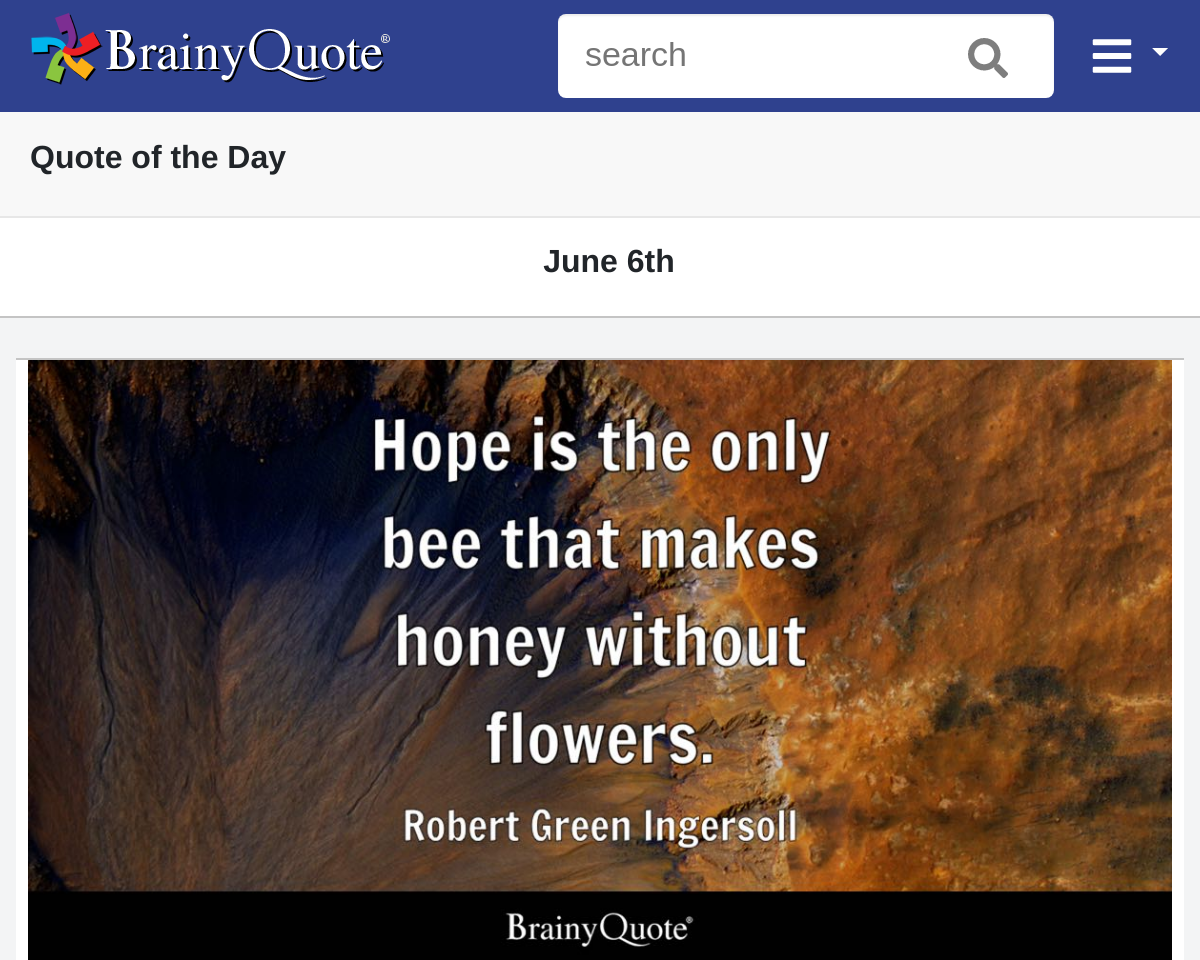 BrainyQuote®
search
Quote of the Day
June 6th
Hope is the only
bee that makes
honey without
flowers.
Robert Green Ingersoll
BrainyQuote®